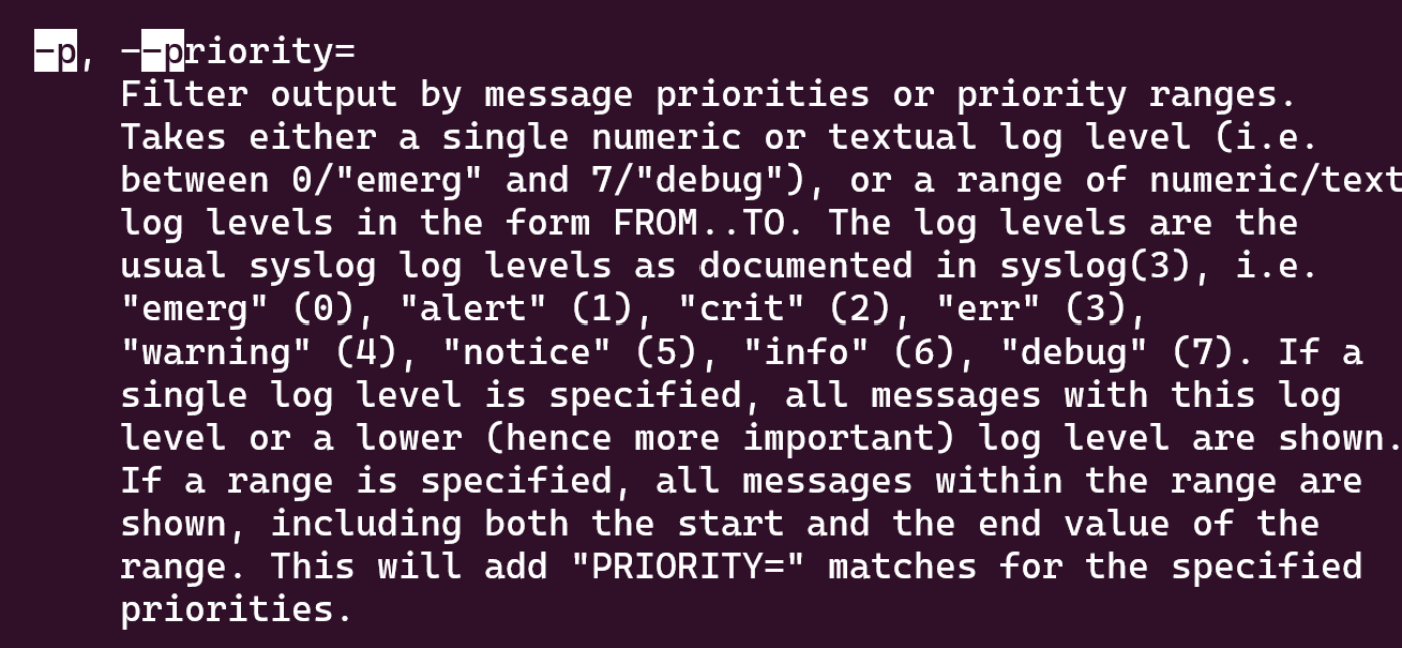 -p, --priority=
Filter output by message priorities or priority ranges.
Takes either a single numeric or textual log level (i.e.
between 0/"emerg" and 7/"debug"), or a range of numeric/text
log levels in the form FROM..TO. The log levels are the
usual syslog log levels as documented in syslog(3), i.e.
"emerg" (0), "alert" (1), "crit" (2), "err" (3),
"warning" (4), "notice" (5), "info" (6), "debug" (7). If a
single log level is specified, all messages with this log
level or a lower (hence more important) log level are shown.
If a range is specified, all messages within the range are
shown, including both the start and the end value of the
range. This will add "PRIORITY=" matches for the specified
priorities.